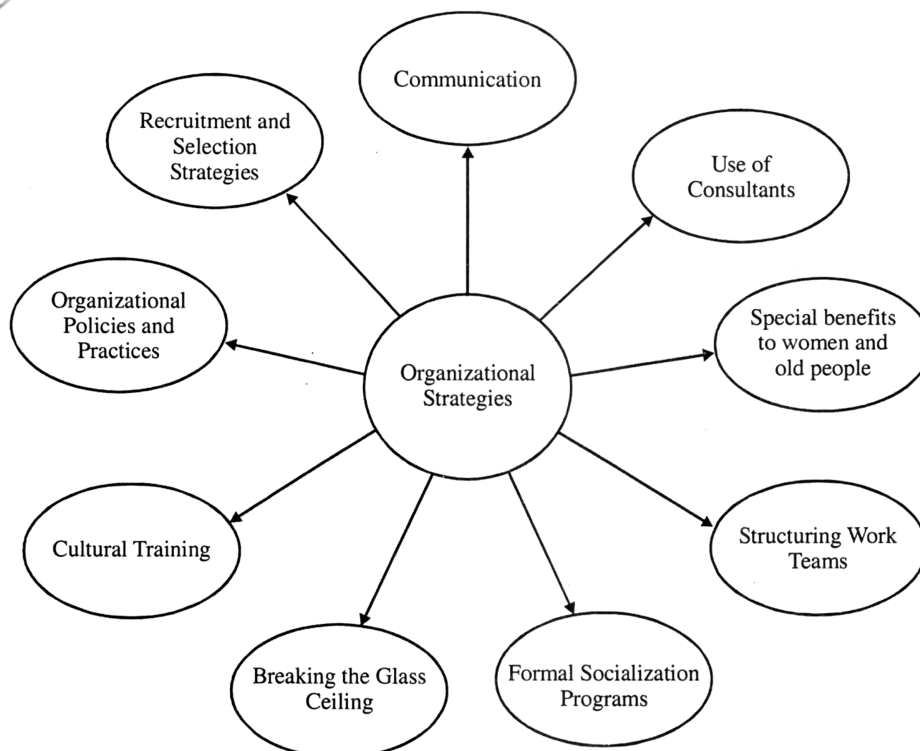 Communication
Recruitment and
Selection
Strategies
Use of
Consultants
Organizational
Policies and
Practices
Special benefits
to women and
old people
Organizational
Strategies
Cultural Training
Structuring Work
Teams
Breaking the Glass
Ceiling
Formal Socialization
Programs